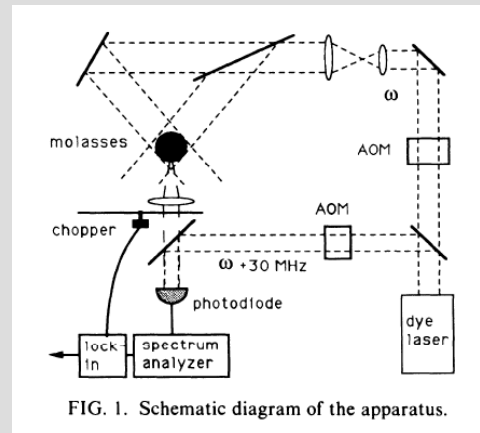 ω
molasses
AOM
AOM
chopper
ω +30 MHz
photodiode
dye
laser
lock-
in
spectrum
analyzer
FIG. 1. Schematic diagram of the apparatus.